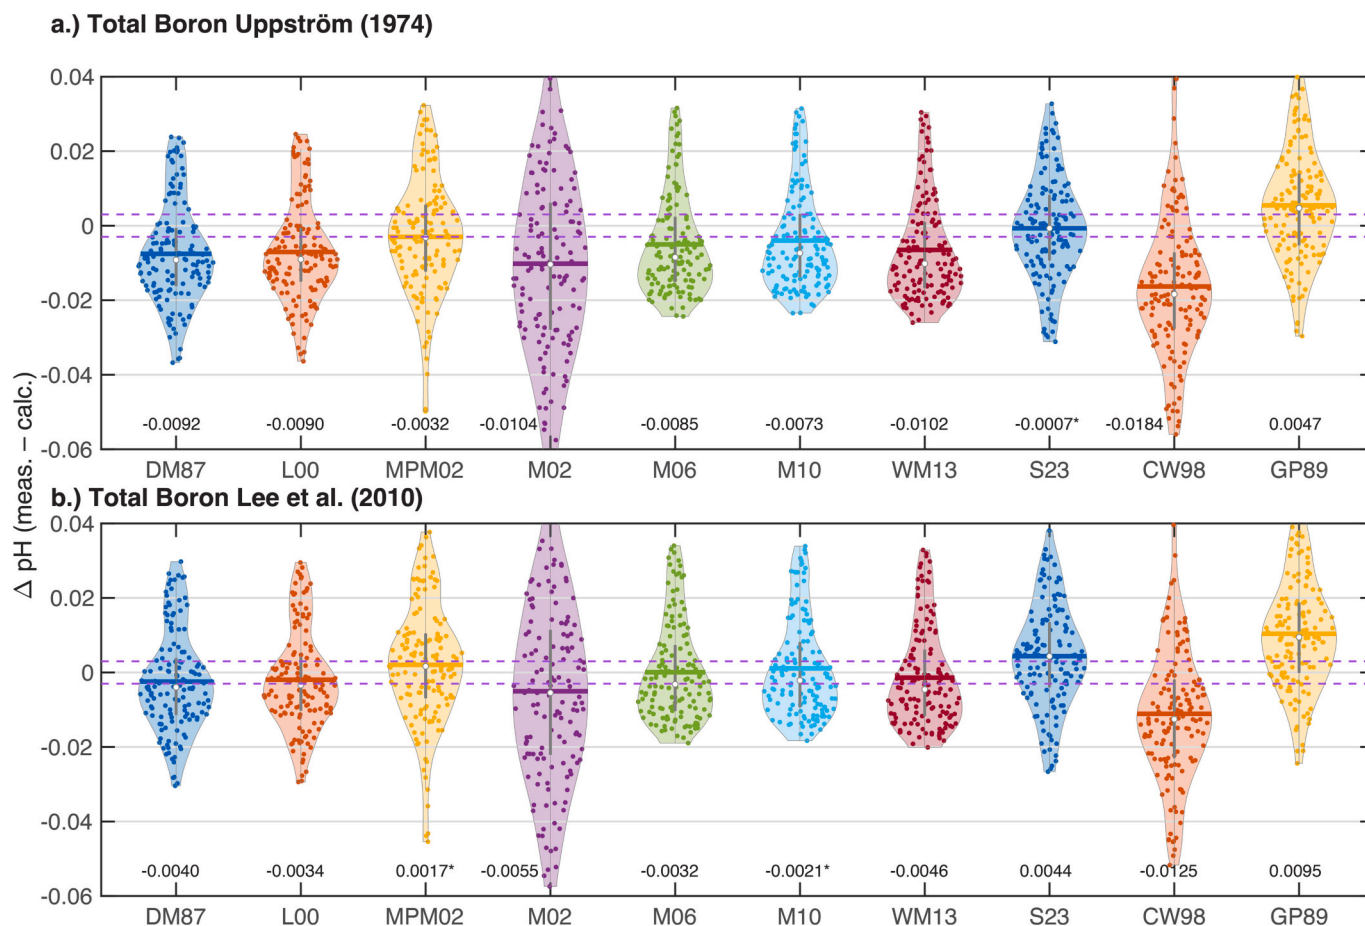 a.) Total Boron Uppström (1974)
0.04
0.02
0
-0.02
-0.04
-0.06
-0.0092 -0.0090 -0.0032 -0.0104 -0.0085 -0.0073 -0.0102 -0.0007* -0.0184 0.0047
DM87 L00 MPM02 M02 M06 M10 WM13 S23 CW98 GP89
Δ pH (meas. – calc.)
b.) Total Boron Lee et al. (2010)
0.04
0.02
0
-0.02
-0.04
-0.06
-0.0040 -0.0034 0.0017* -0.0055 -0.0032 -0.0021* -0.0046 0.0044 -0.0125 0.0095
DM87 L00 MPM02 M02 M06 M10 WM13 S23 CW98 GP89